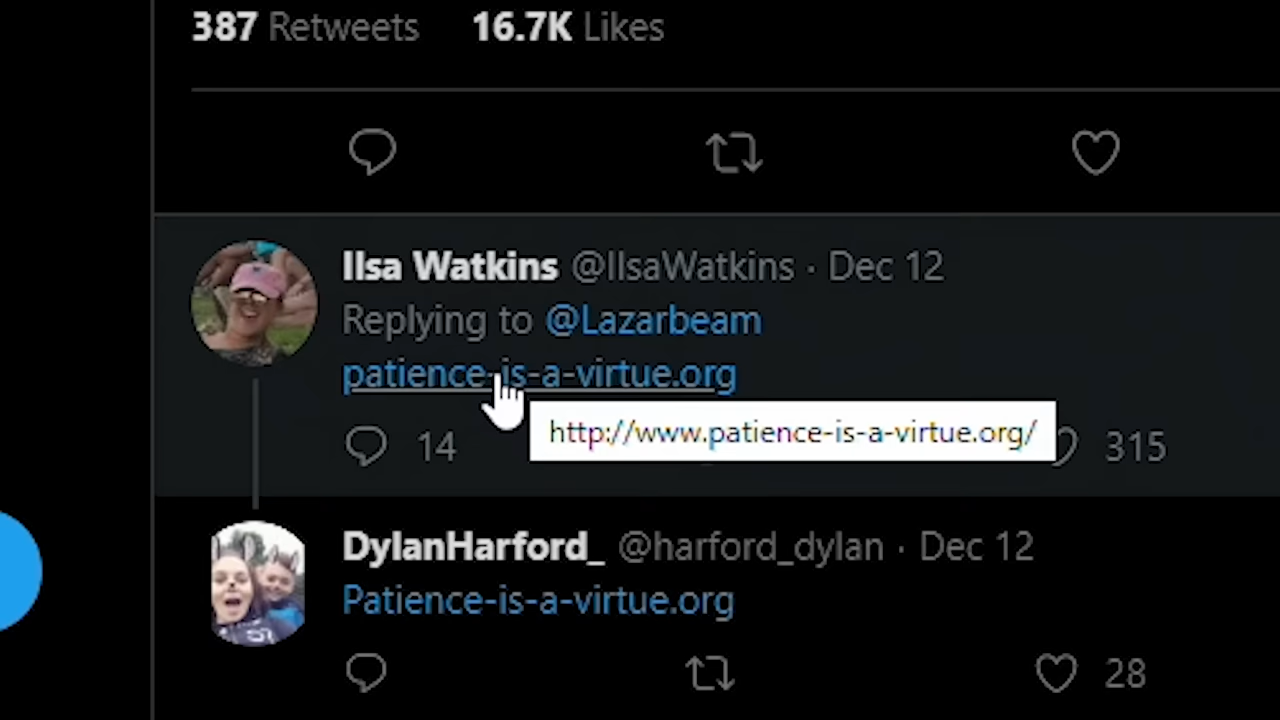 387 Retweets 16.7K Likes
Ilsa Watkins @IlsaWatkins · Dec 12
Replying to @Lazarbeam
patience-is-a-virtue.org
http://www.patience-is-a-virtue.org/
14 315
DylanHarford_ @harford_dylan · Dec 12
Patience-is-a-virtue.org
28